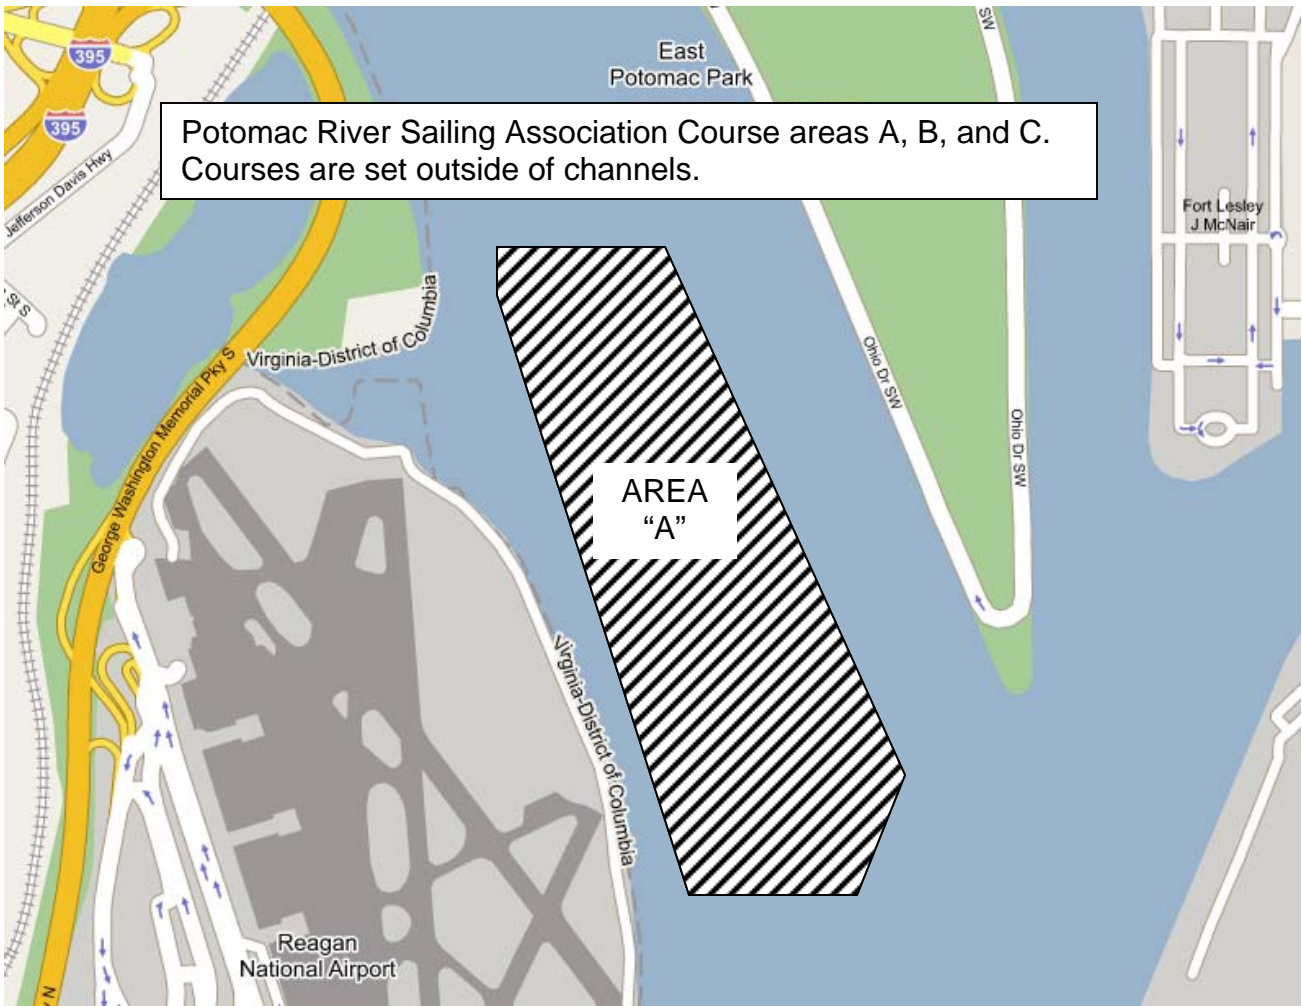 SW
SW
East
Potomac Park
395
395
Potomac River Sailing Association Course areas A, B, and C.
Courses are set outside of channels.
Jefferson Davis Hwy
Fort Lesley
J McNair
St S
Virginia-District of Columbia
George Washington Memorial Pky S
Ohio Dr SW
Ohio Dr SW
AREA
“A”
Virginia-District of Columbia
Reagan
National Airport
y N